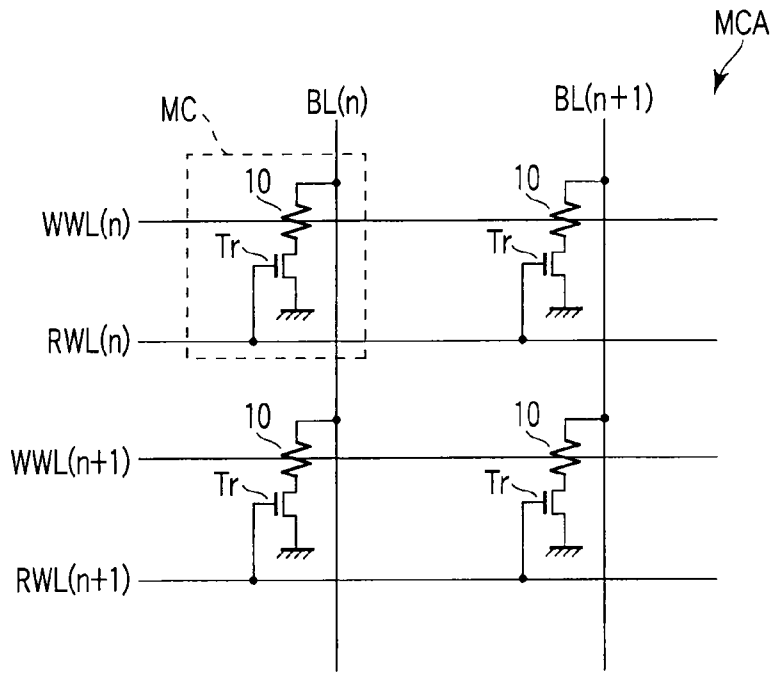 MCA
BL(n) BL(n+1)
MC
10 10
WWL(n)
Tr Tr
RWL(n)
10 10
WWL(n+1)
Tr Tr
RWL(n+1)